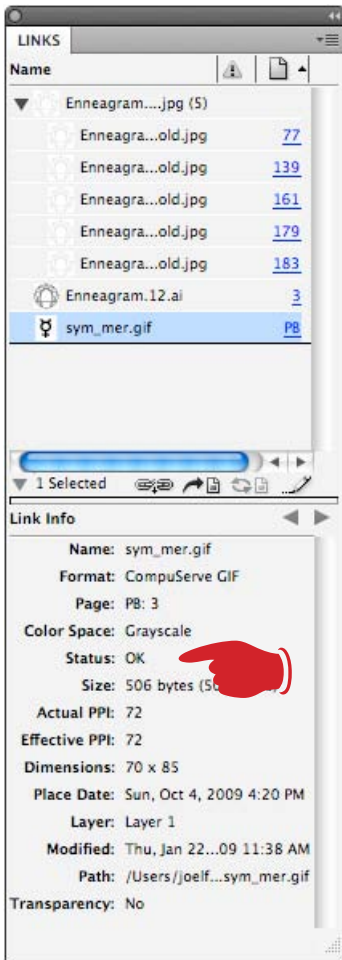 LINKS
Name
Enneagram....jpg (5)
Enneagra...old.jpg 77
Enneagra...old.jpg 139
Enneagra...old.jpg 161
Enneagra...old.jpg 179
Enneagra...old.jpg 183
Enneagram.12.ai 3
sym_mer.gif PB
1 Selected
Link Info
Name: sym_mer.gif
Format: CompuServe GIF
Page: PB: 3
Color Space: Grayscale
Status: OK
Size: 506 bytes
Actual PPI: 72
Effective PPI: 72
Dimensions: 70 x 85
Place Date: Sun, Oct 4, 2009 4:20 PM
Layer: Layer 1
Modified: Thu, Jan 22...09 11:38 AM
Path: /Users/joelf...sym_mer.gif
Transparency: No